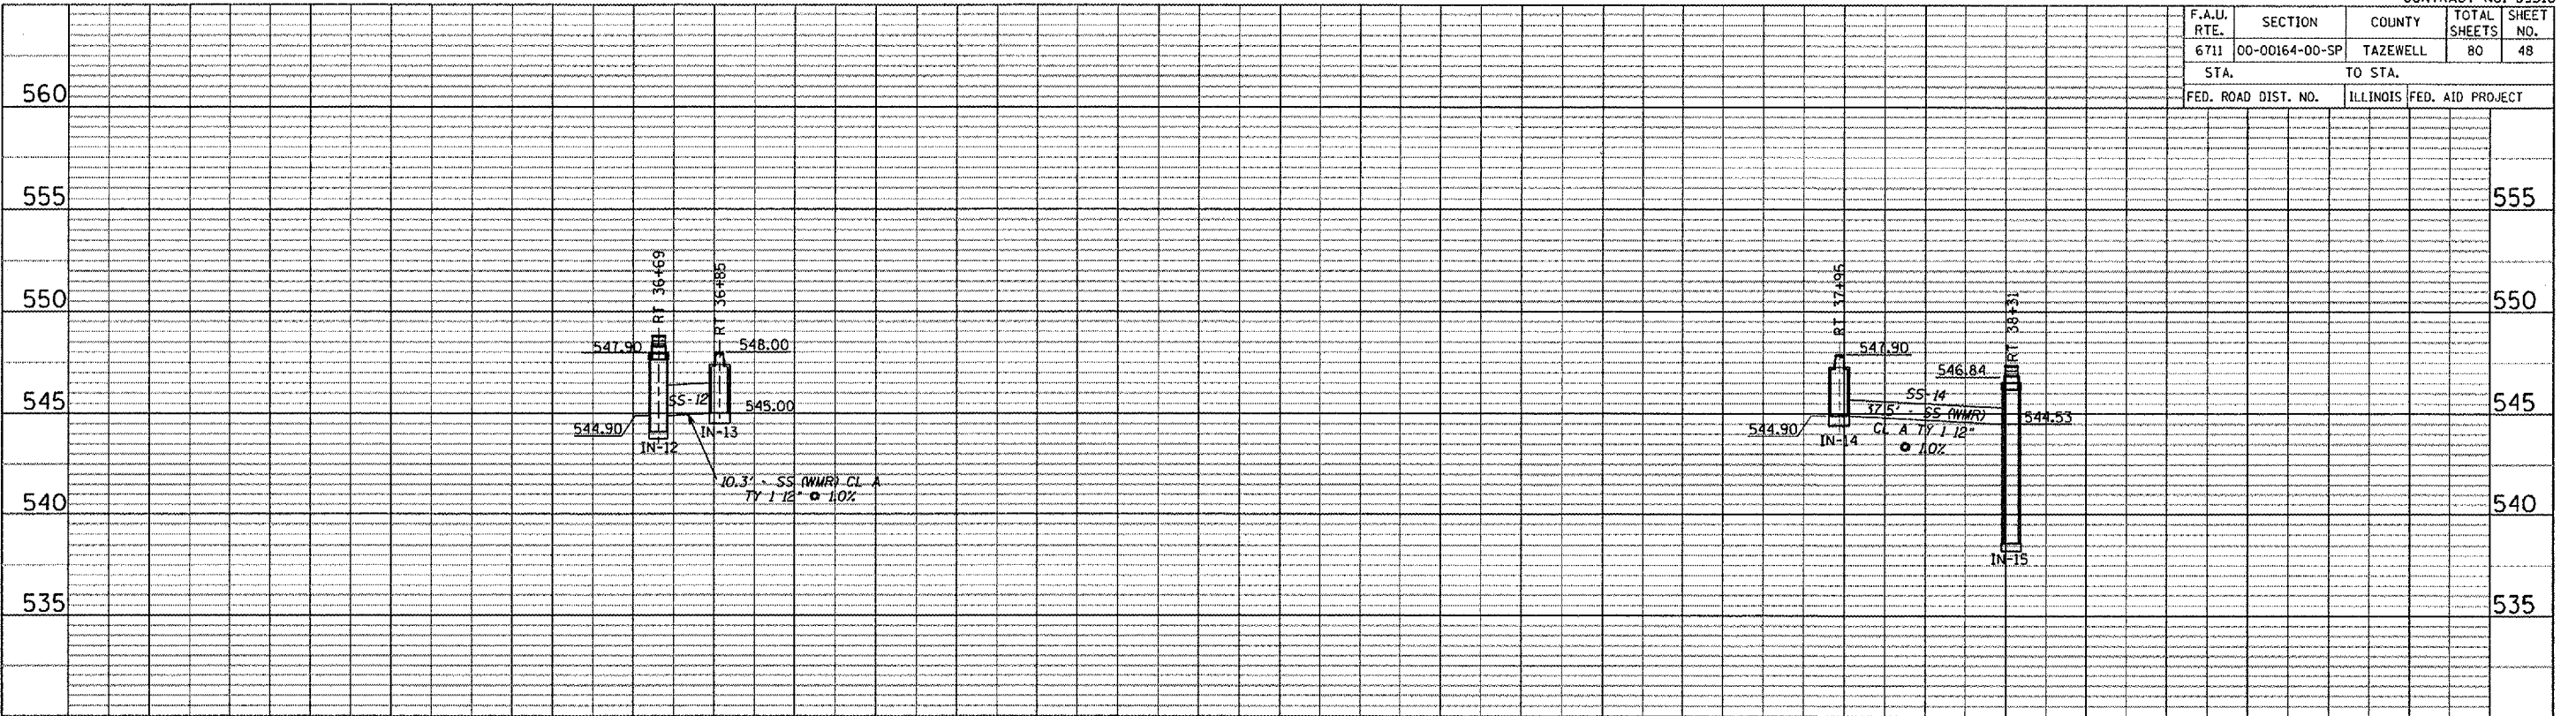 F.A.U. RTE. SECTION COUNTY TOTAL SHEETS SHEET NO.
6711 00-00164-00-SP TAZEWELL 80 48
STA. TO STA.
FED. ROAD DIST. NO. ILLINOIS FED. AID PROJECT
560
555 555
550 550
545 545
540 540
535 535
RT 36+69
RT 36+85
547.90
548.00
SS-12
545.00
544.90
IN-12
IN-13
10.3' - SS (WMR) CL A
TY 1 12" @ 1.0%
RT 37+95
RT 38+31
547.90
546.84
SS-14
37.5' - SS (WMR)
CL A TY 1 12"
@ 1.0%
544.53
544.90
IN-14
IN-15